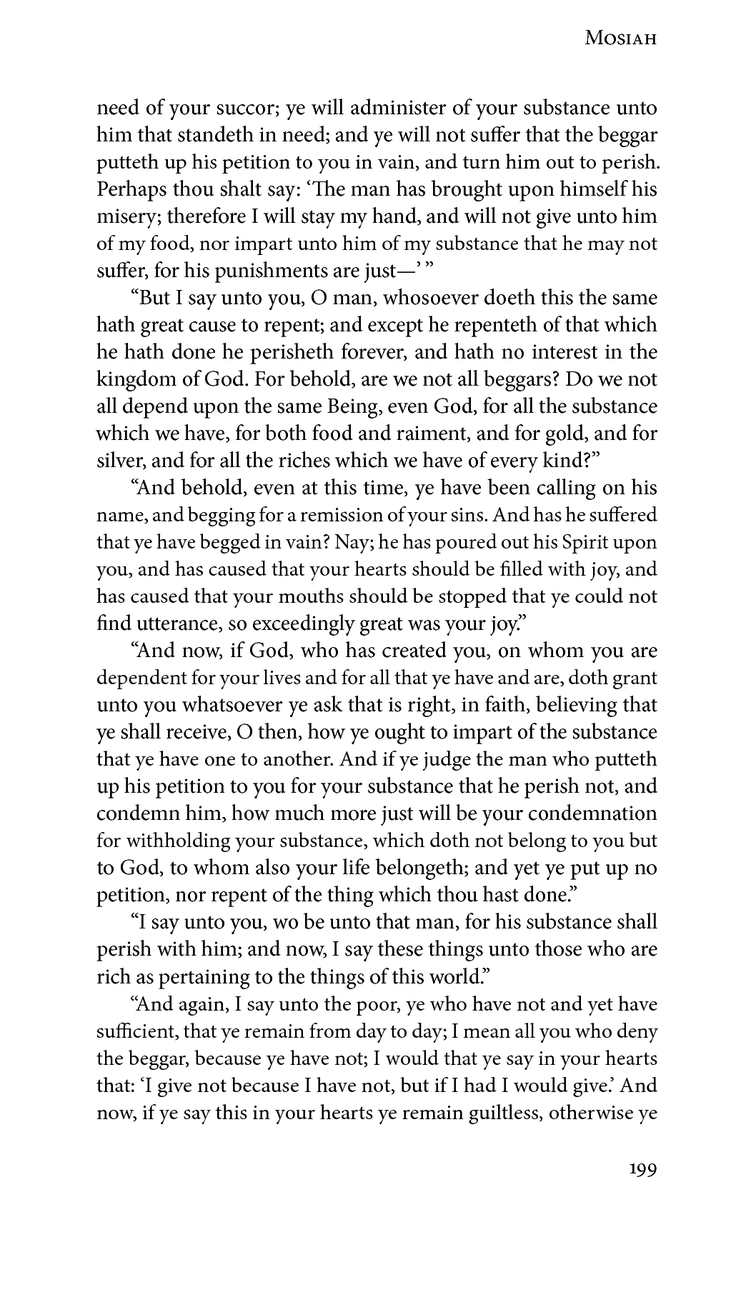 Mosiah
need of your succor; ye will administer of your substance unto
him that standeth in need; and ye will not suffer that the beggar
putteth up his petition to you in vain, and turn him out to perish.
Perhaps thou shalt say: ‘The man has brought upon himself his
misery; therefore I will stay my hand, and will not give unto him
of my food, nor impart unto him of my substance that he may not
suffer, for his punishments are just—’ ”
“But I say unto you, O man, whosoever doeth this the same
hath great cause to repent; and except he repenteth of that which
he hath done he perisheth forever, and hath no interest in the
kingdom of God. For behold, are we not all beggars? Do we not
all depend upon the same Being, even God, for all the substance
which we have, for both food and raiment, and for gold, and for
silver, and for all the riches which we have of every kind?”
“And behold, even at this time, ye have been calling on his
name, and begging for a remission of your sins. And has he suffered
that ye have begged in vain? Nay; he has poured out his Spirit upon
you, and has caused that your hearts should be filled with joy, and
has caused that your mouths should be stopped that ye could not
find utterance, so exceedingly great was your joy.”
“And now, if God, who has created you, on whom you are
dependent for your lives and for all that ye have and are, doth grant
unto you whatsoever ye ask that is right, in faith, believing that
ye shall receive, O then, how ye ought to impart of the substance
that ye have one to another. And if ye judge the man who putteth
up his petition to you for your substance that he perish not, and
condemn him, how much more just will be your condemnation
for withholding your substance, which doth not belong to you but
to God, to whom also your life belongeth; and yet ye put up no
petition, nor repent of the thing which thou hast done.”
“I say unto you, wo be unto that man, for his substance shall
perish with him; and now, I say these things unto those who are
rich as pertaining to the things of this world.”
“And again, I say unto the poor, ye who have not and yet have
sufficient, that ye remain from day to day; I mean all you who deny
the beggar, because ye have not; I would that ye say in your hearts
that: ‘I give not because I have not, but if I had I would give.’ And
now, if ye say this in your hearts ye remain guiltless, otherwise ye
199